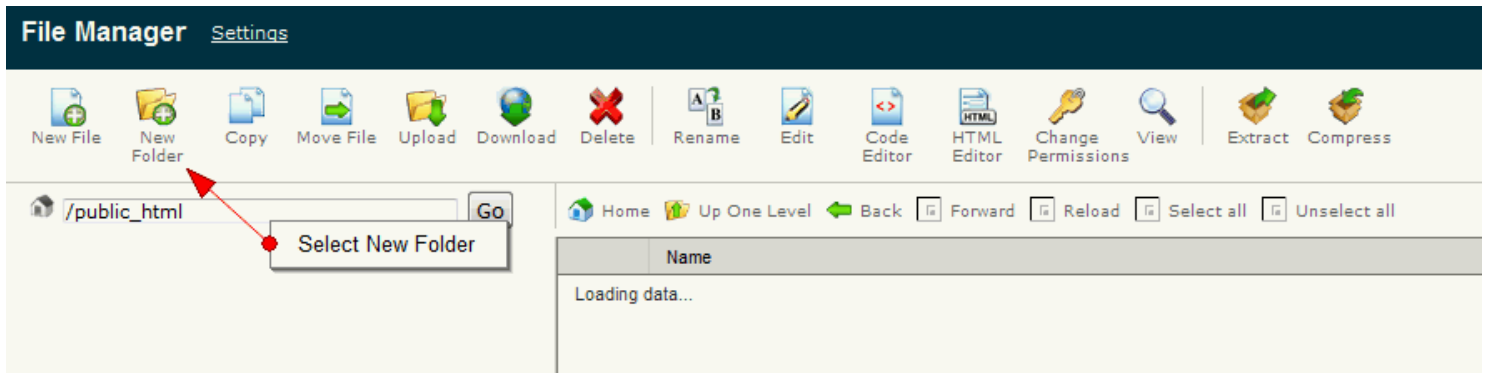 File Manager Settings
New File New Folder Copy Move File Upload Download Delete Rename Edit Code Editor HTML Editor Change Permissions View Extract Compress
A B
HTML
/public_html Go
Home Up One Level Back Forward Reload Select all Unselect all
Select New Folder
Name
Loading data...